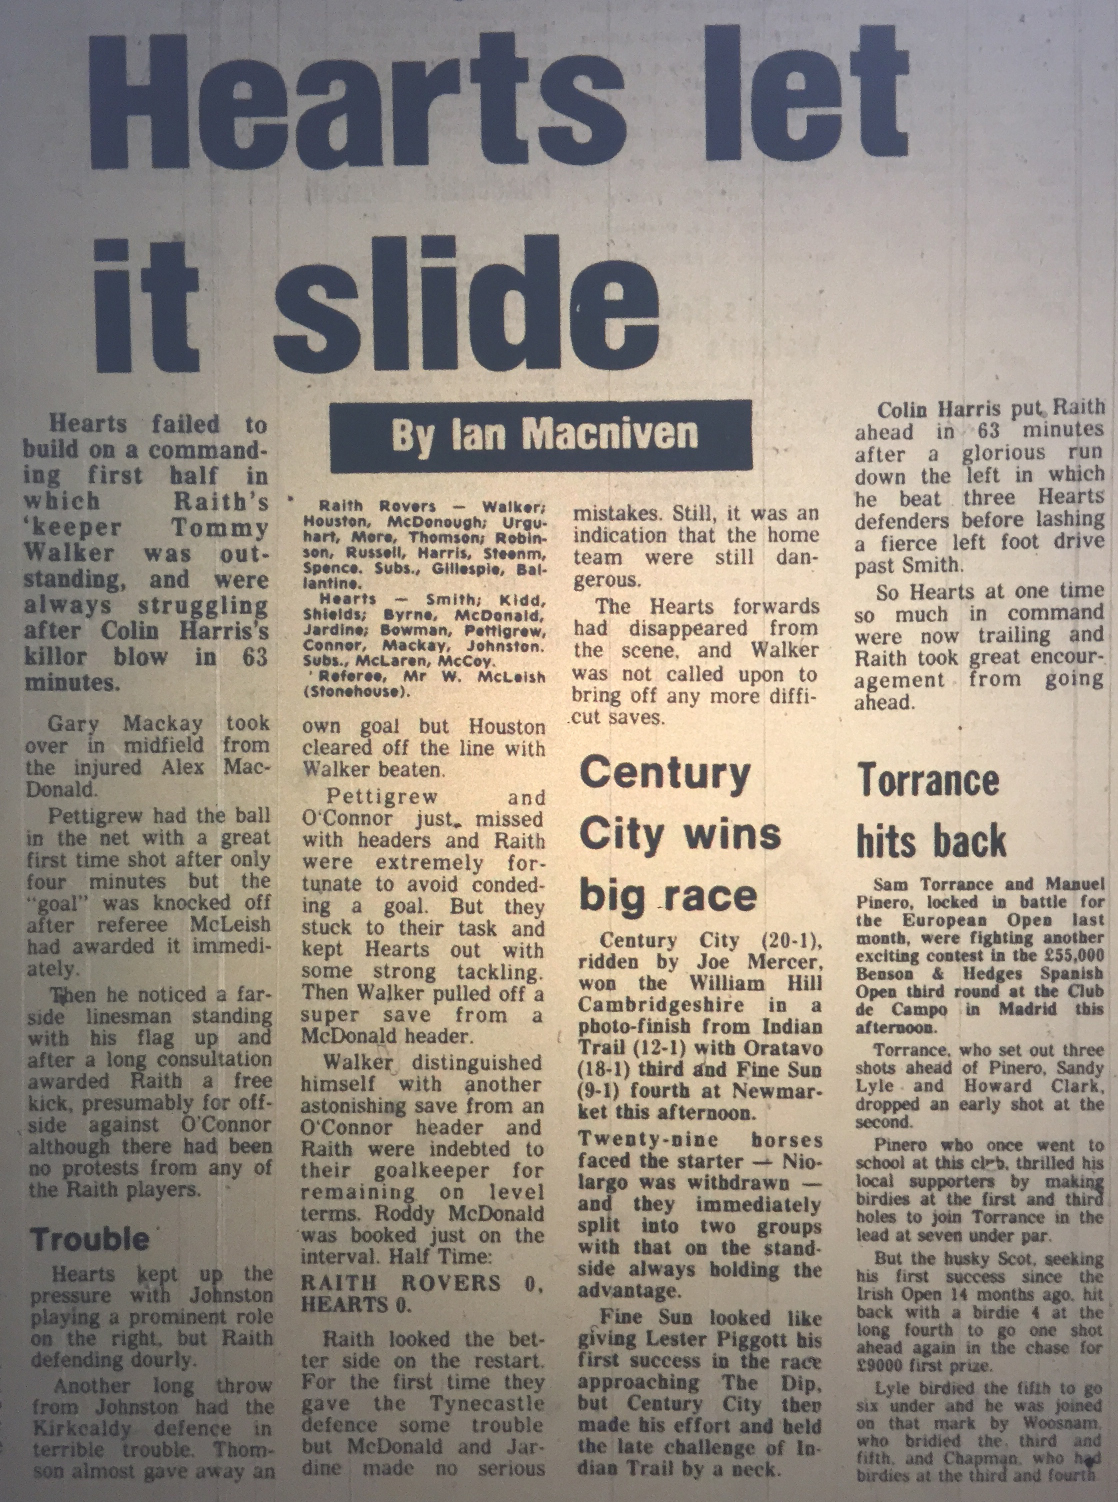 Hearts let
it slide
By Ian Macniven
Hearts failed to
build on a command-
ing first half in
which Raith's
'keeper Tommy
Walker was out-
standing, and were
always struggling
after Colin Harris's
killor blow in 63
minutes.
Gary Mackay took
over in midfield from
the injured Alex Mac-
Donald.
Pettigrew had the ball
in the net with a great
first time shot after only
four minutes but the
"goal" was knocked off
after referee McLeish
had awarded it immedi-
ately.
Then he noticed a far-
side linesman standing
with his flag up and
after a long consultation
awarded Raith a free
kick, presumably for off-
side against O'Connor
although there had been
no protests from any of
the Raith players.
Trouble
Hearts kept up the
pressure with Johnston
playing a prominent role
on the right, but Raith
defending dourly.
Another long throw
from Johnston had the
Kirkcaldy defence in
terrible trouble. Thom-
son almost gave away an
Raith Rovers — Walker;
Houston, McDonough; Urqu-
hart, More, Thomson; Robin-
son, Russell, Harris, Steenm,
Spence. Subs., Gillespie, Bal-
lantine.
Hearts — Smith; Kidd,
Shields; Byrne, McDonald,
Jardine; Bowman, Pettigrew,
Connor, Mackay, Johnston.
Subs., McLaren, McCoy.
Referee, Mr W. McLeish
(Stonehouse).
own goal but Houston
cleared off the line with
Walker beaten.
Pettigrew and
O'Connor just missed
with headers and Raith
were extremely for-
tunate to avoid conded-
ing a goal. But they
stuck to their task and
kept Hearts out with
some strong tackling.
Then Walker pulled off a
super save from a
McDonald header.
Walker distinguished
himself with another
astonishing save from an
O'Connor header and
Raith were indebted to
their goalkeeper for
remaining on level
terms. Roddy McDonald
was booked just on the
interval. Half Time:
RAITH ROVERS 0,
HEARTS 0.
Raith looked the bet-
ter side on the restart.
For the first time they
gave the Tynecastle
defence some trouble
but McDonald and Jar-
dine made no serious
mistakes. Still, it was an
indication that the home
team were still dan-
gerous.
The Hearts forwards
had disappeared from
the scene, and Walker
was not called upon to
bring off any more diffi-
cut saves.
Colin Harris put Raith
ahead in 63 minutes
after a glorious run
down the left in which
he beat three Hearts
defenders before lashing
a fierce left foot drive
past Smith.
So Hearts at one time
so much in command
were now trailing and
Raith took great encour-
agement from going
ahead.
Century
City wins
big race
Century City (20-1),
ridden by Joe Mercer,
won the William Hill
Cambridgeshire in a
photo-finish from Indian
Trail (12-1) with Oratavo
(18-1) third and Fine Sun
(9-1) fourth at Newmar-
ket this afternoon.
Twenty-nine horses
faced the starter — Nio-
largo was withdrawn —
and they immediately
split into two groups
with that on the stand-
side always holding the
advantage.
Fine Sun looked like
giving Lester Piggott his
first success in the race
approaching The Dip,
but Century City then
made his effort and held
the late challenge of In-
dian Trail by a neck.
Torrance
hits back
Sam Torrance and Manuel
Pinero, locked in battle for
the European Open last
month, were fighting another
exciting contest in the £55,000
Benson & Hedges Spanish
Open third round at the Club
de Campo in Madrid this
afternoon.
Torrance, who set out three
shots ahead of Pinero, Sandy
Lyle and Howard Clark,
dropped an early shot at the
second.
Pinero who once went to
school at this club, thrilled his
local supporters by making
birdies at the first and third
holes to join Torrance in the
lead at seven under par.
But the husky Scot, seeking
his first success since the
Irish Open 14 months ago, hit
back with a birdie 4 at the
long fourth to go one shot
ahead again in the chase for
£9000 first prize.
Lyle birdied the fifth to go
six under and he was joined
on that mark by Woosnam,
who bridied the third and
fifth, and Chapman, who had
birdies at the third and fourth